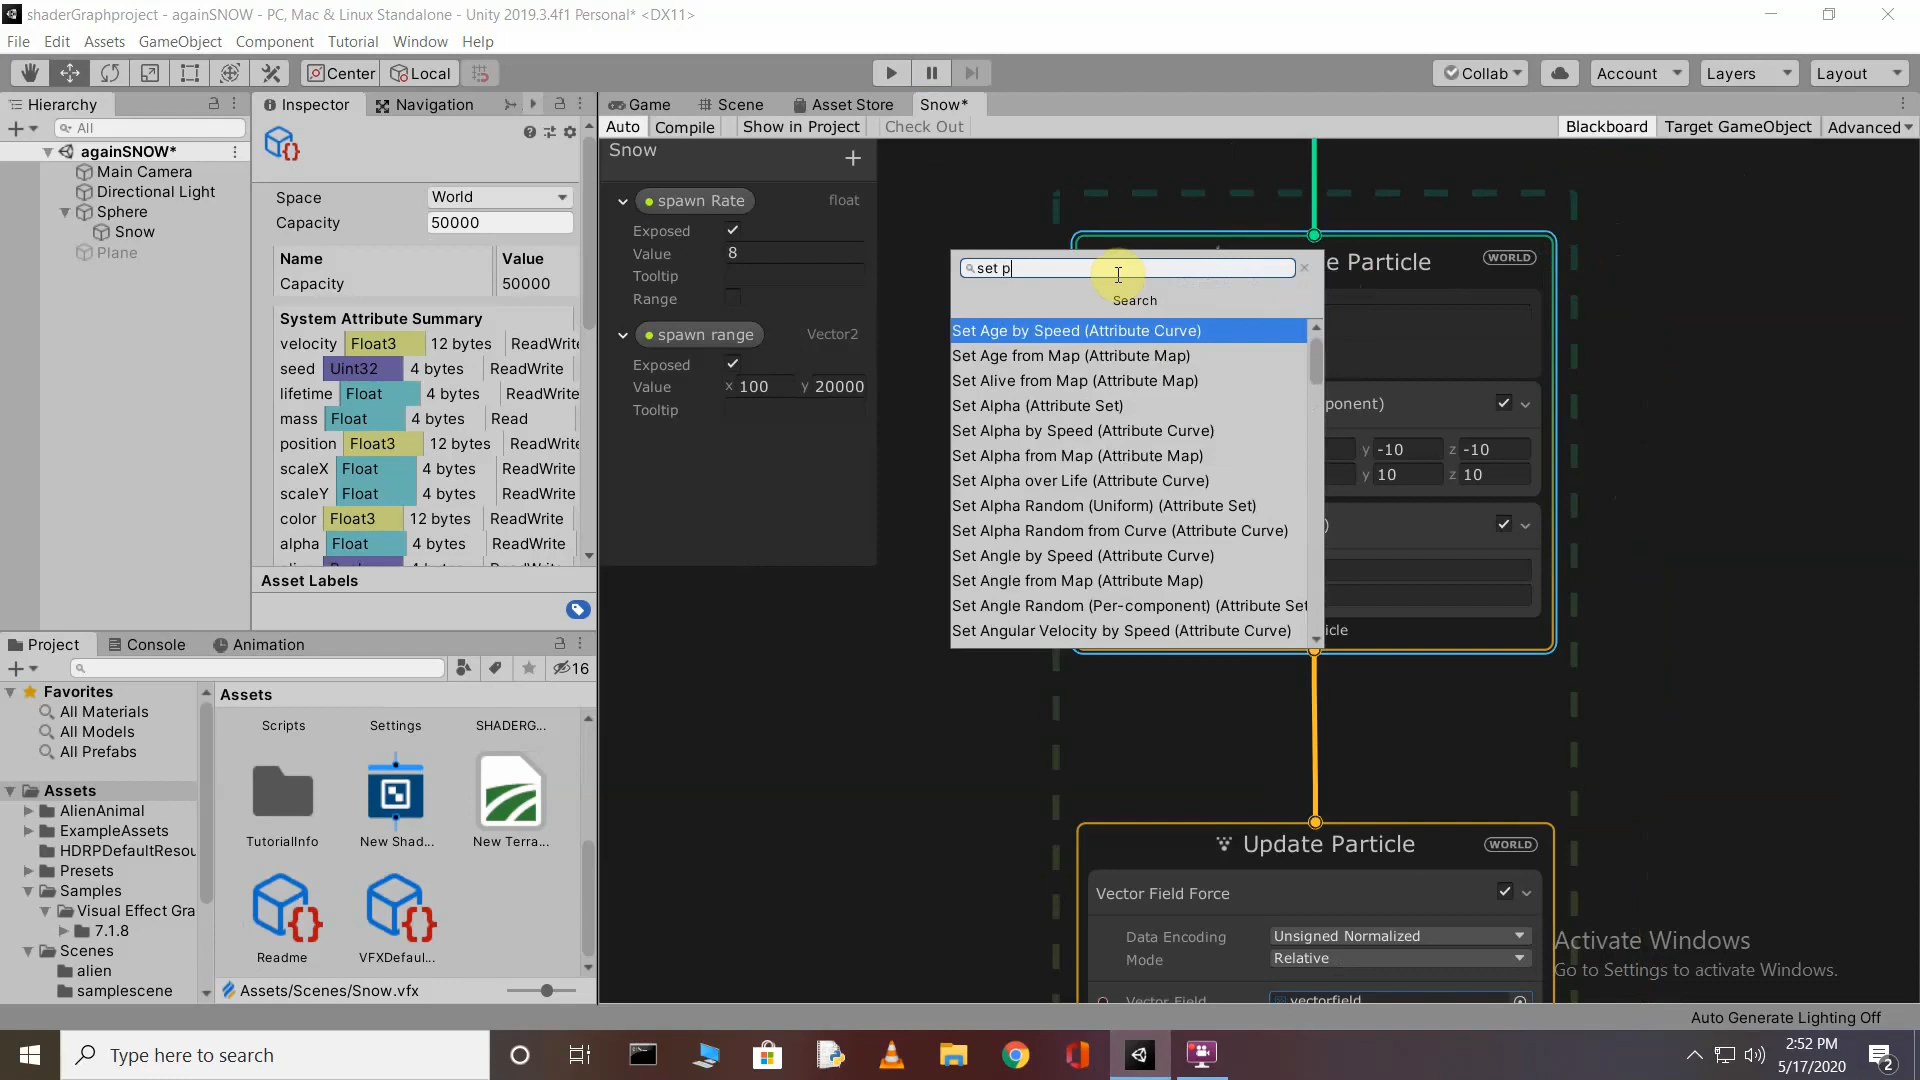 shaderGraphproject - againSNOW - PC, Mac & Linux Standalone - Unity 2019.3.4f1 Personal* <DX11>
File Edit Assets GameObject Component Tutorial Window Help
Center Local Collab Account Layers Layout
Hierarchy
All
againSNOW*
Main Camera
Directional Light
Sphere
Snow
Plane
Inspector Navigation
Space World
Capacity 50000
Name Value
Capacity 50000
System Attribute Summary
velocity Float3 12 bytes ReadWrite
seed Uint32 4 bytes ReadWrite
lifetime Float 4 bytes ReadWrite
mass Float 4 bytes Read
position Float3 12 bytes ReadWrite
scaleX Float 4 bytes ReadWrite
scaleY Float 4 bytes ReadWrite
color Float3 12 bytes ReadWrite
alpha Float 4 bytes ReadWrite
Asset Labels
Game Scene Asset Store Snow*
Auto Compile Show in Project Check Out Blackboard Target GameObject Advanced
Snow
spawn Rate float
Exposed
Value 8
Tooltip
Range
spawn range Vector2
Exposed
Value x 100 y 20000
Tooltip
set p
Search
Set Age by Speed (Attribute Curve)
Set Age from Map (Attribute Map)
Set Alive from Map (Attribute Map)
Set Alpha (Attribute Set)
Set Alpha by Speed (Attribute Curve)
Set Alpha from Map (Attribute Map)
Set Alpha over Life (Attribute Curve)
Set Alpha Random (Uniform) (Attribute Set)
Set Alpha Random from Curve (Attribute Curve)
Set Angle by Speed (Attribute Curve)
Set Angle from Map (Attribute Map)
Set Angle Random (Per-component) (Attribute Set
Set Angular Velocity by Speed (Attribute Curve)
e Particle WORLD
ponent)
y -10 z -10
y 10 z 10
)
icle
Update Particle WORLD
Vector Field Force
Data Encoding Unsigned Normalized
Mode Relative
Vector Field vectorfield
Activate Windows
Go to Settings to activate Windows.
Project Console Animation
16
Favorites
All Materials
All Models
All Prefabs
Assets
AlienAnimal
ExampleAssets
HDRPDefaultResou
Presets
Samples
Visual Effect Gra
7.1.8
Scenes
alien
samplescene
Assets
Scripts Settings SHADERG...
TutorialInfo New Shad... New Terra...
Readme VFXDefaul...
Assets/Scenes/Snow.vfx
Auto Generate Lighting Off
Type here to search
2:52 PM
5/17/2020
2